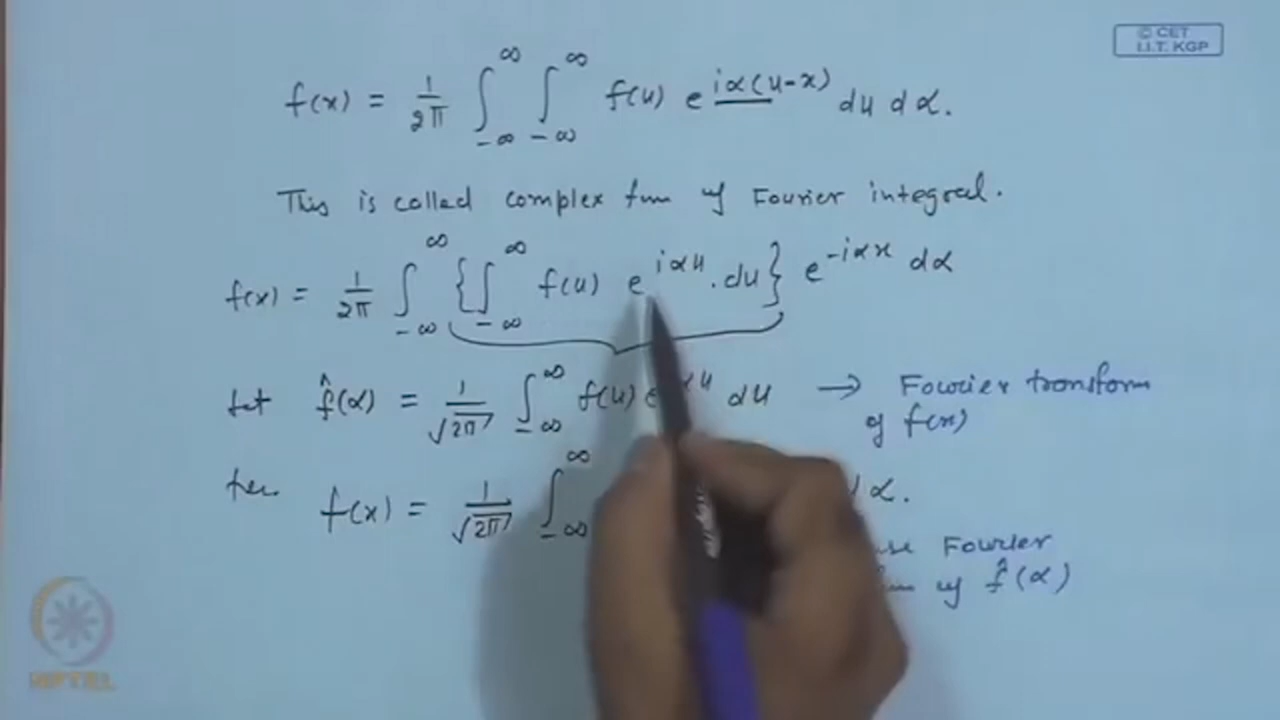 © CET
I.I.T. KGP
f(x) = 1/2π ∫_{-∞}^{∞} ∫_{-∞}^{∞} f(u) e^{iα(u-x)} du dα.
This is called complex form of Fourier integral.
f(x) = 1/2π ∫_{-∞}^{∞} {∫_{-∞}^{∞} f(u) e^{iαu}. du} e^{-iαx} dα
let f̂(α) = 1/√2π ∫_{-∞}^{∞} f(u) e αu du → Fourier transform
of f(x)
f(x) = 1/√2π ∫_{-∞}^{∞} dα.
Fourier
of f̂(α)
NPTEL